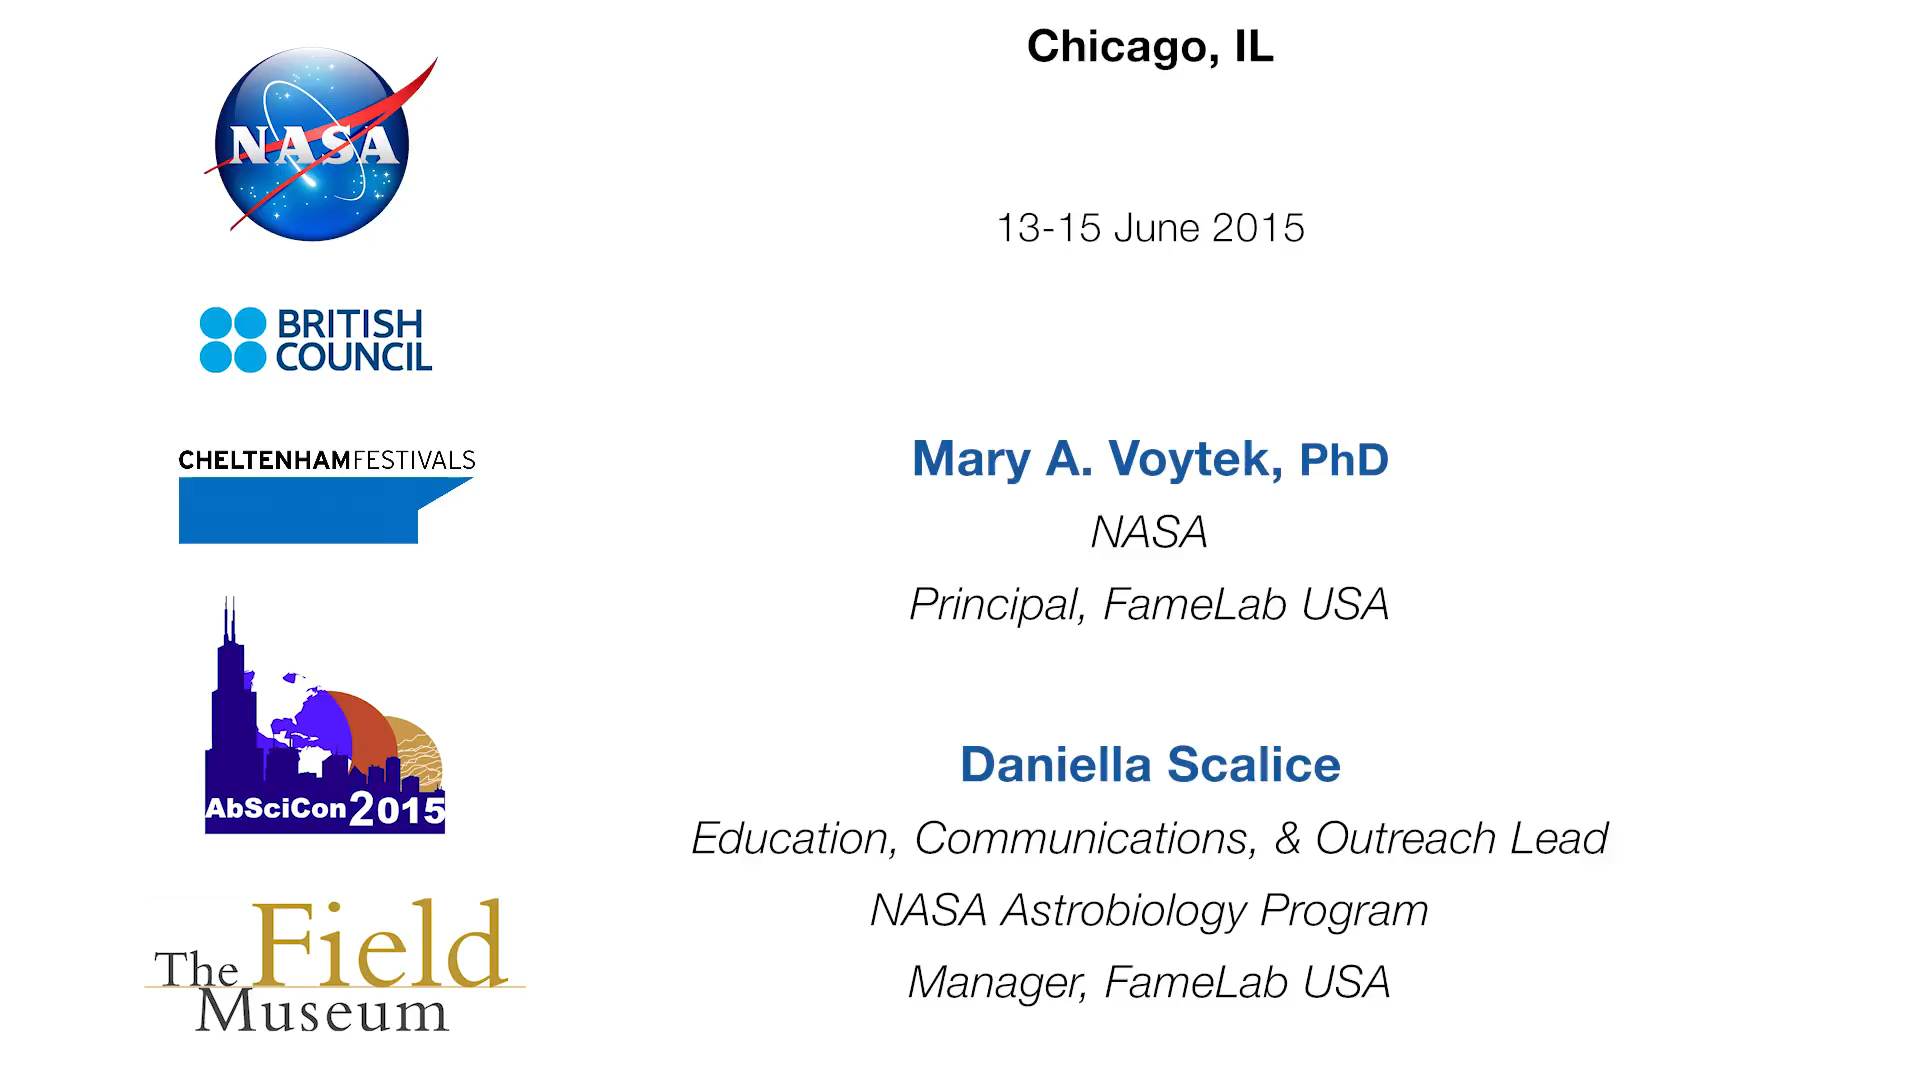 NASA
BRITISH
COUNCIL
CHELTENHAMFESTIVALS
AbSciCon2015
The Field
Museum
Chicago, IL
13-15 June 2015
Mary A. Voytek, PhD
NASA
Principal, FameLab USA
Daniella Scalice
Education, Communications, & Outreach Lead
NASA Astrobiology Program
Manager, FameLab USA